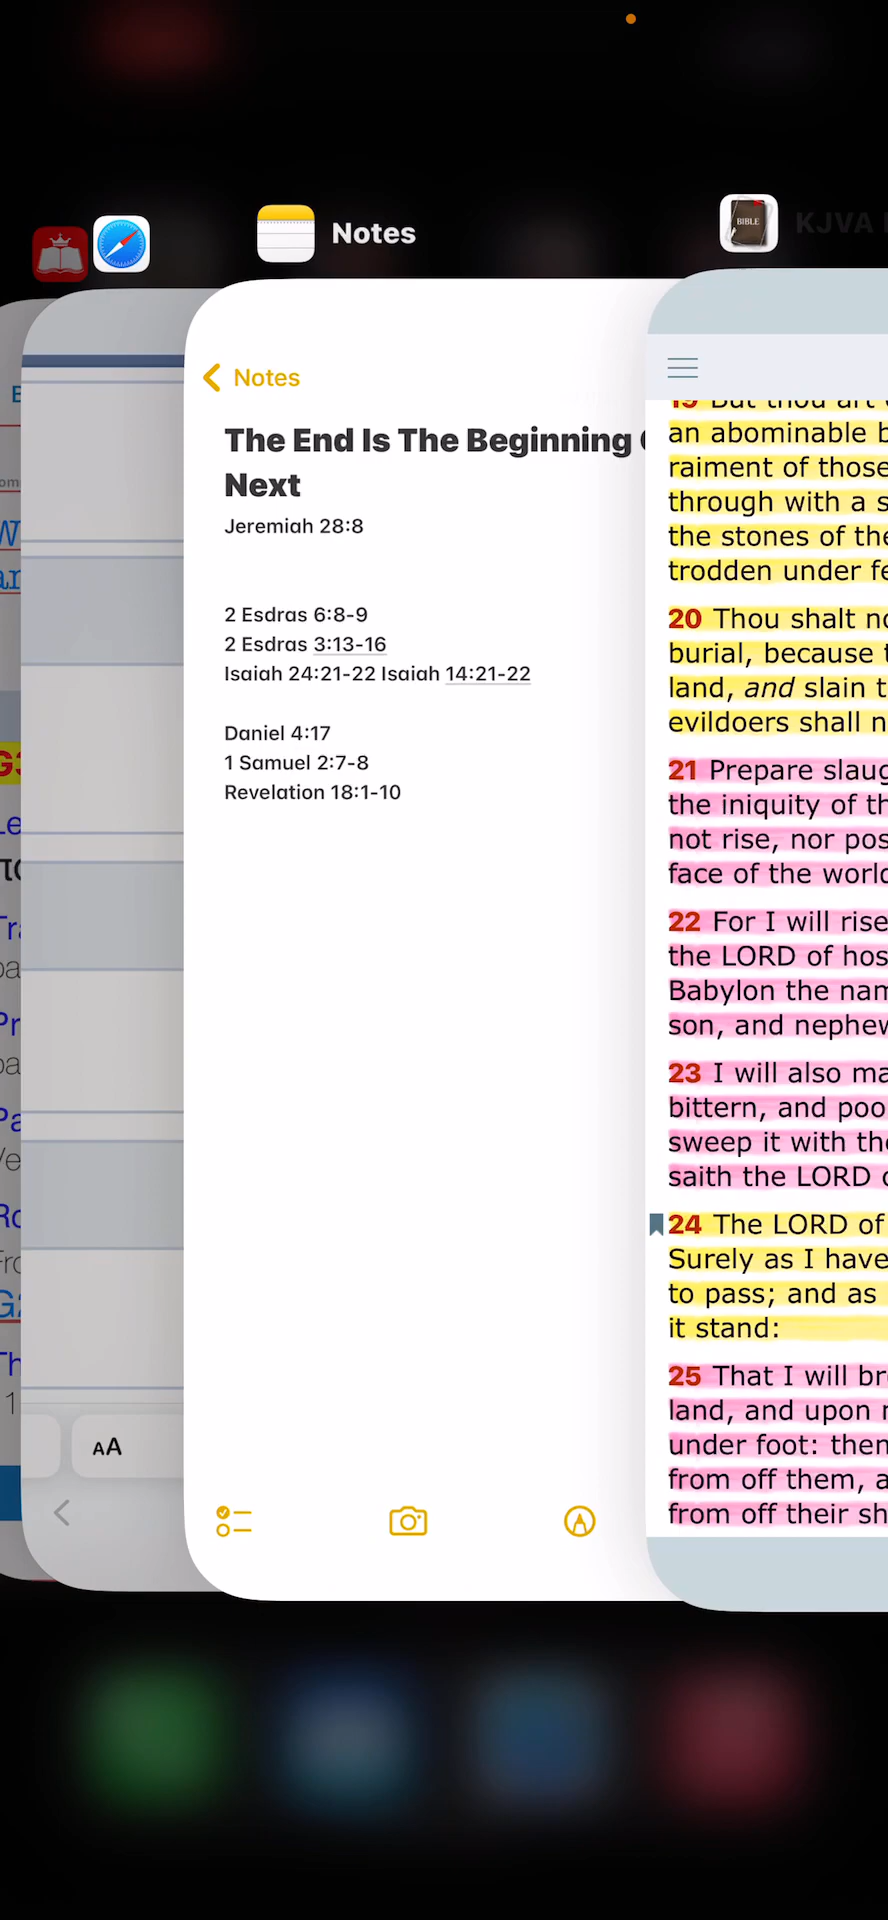 Notes
KJVA
Notes
The End Is The Beginning
Next
Jeremiah 28:8
2 Esdras 6:8-9
2 Esdras 3:13-16
Isaiah 24:21-22 Isaiah 14:21-22
Daniel 4:17
1 Samuel 2:7-8
Revelation 18:1-10
AA
BIBLE
19 But thou art
an abominable b
raiment of those
through with a s
the stones of the
trodden under fe
20 Thou shalt no
burial, because t
land, and slain t
evildoers shall n
21 Prepare slaug
the iniquity of th
not rise, nor pos
face of the world
22 For I will rise
the LORD of hos
Babylon the nam
son, and nephew
23 I will also ma
bittern, and poo
sweep it with the
saith the LORD
24 The LORD of
Surely as I have
to pass; and as
it stand:
25 That I will bre
land, and upon
under foot: then
from off them, a
from off their sh